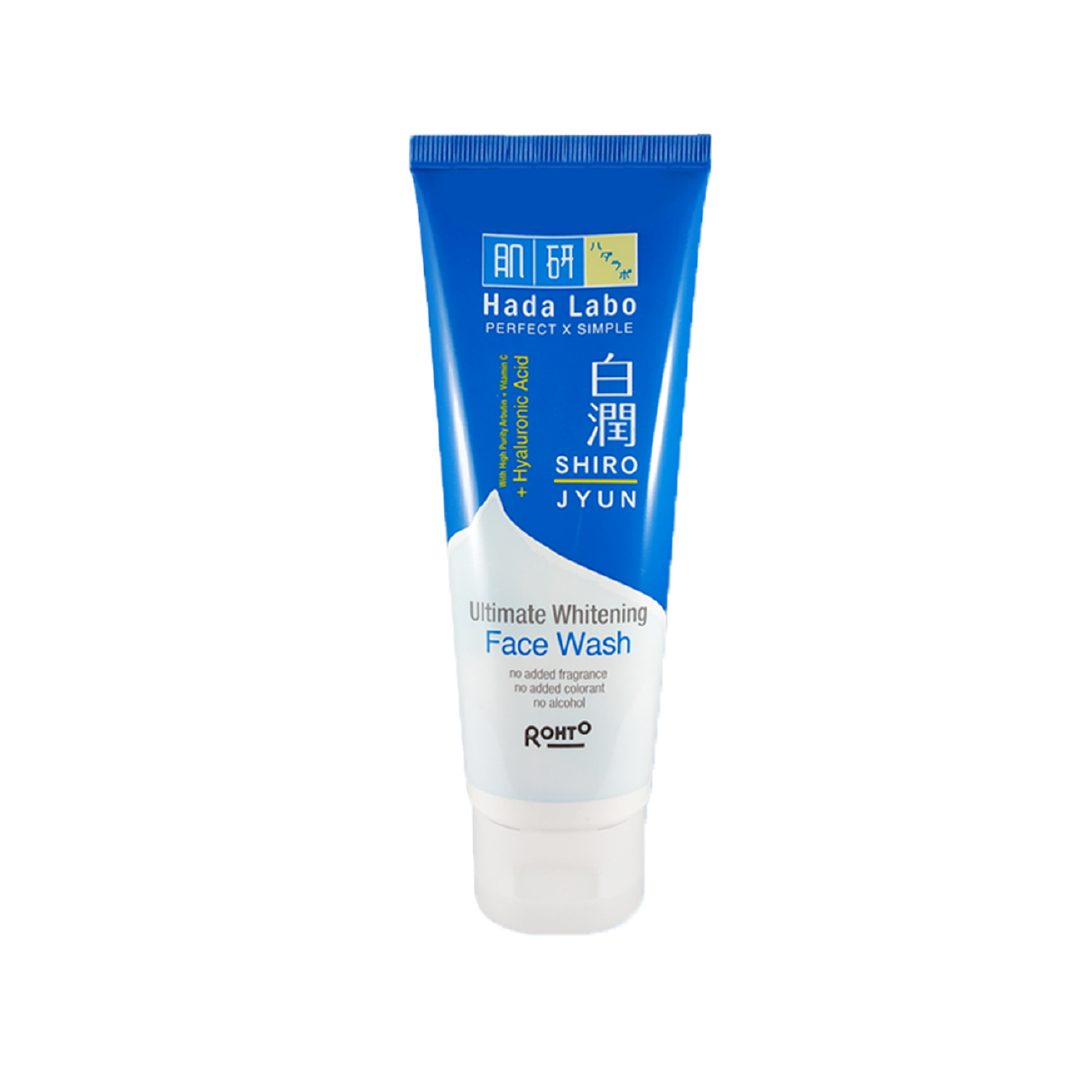 肌研 ハダラボ
Hada Labo
PERFECT X SIMPLE
With High Purity Arbutin + Vitamin C
+ Hyaluronic Acid
白潤
SHIRO
JYUN
Ultimate Whitening
Face Wash
no added fragrance
no added colorant
no alcohol
ROHTO